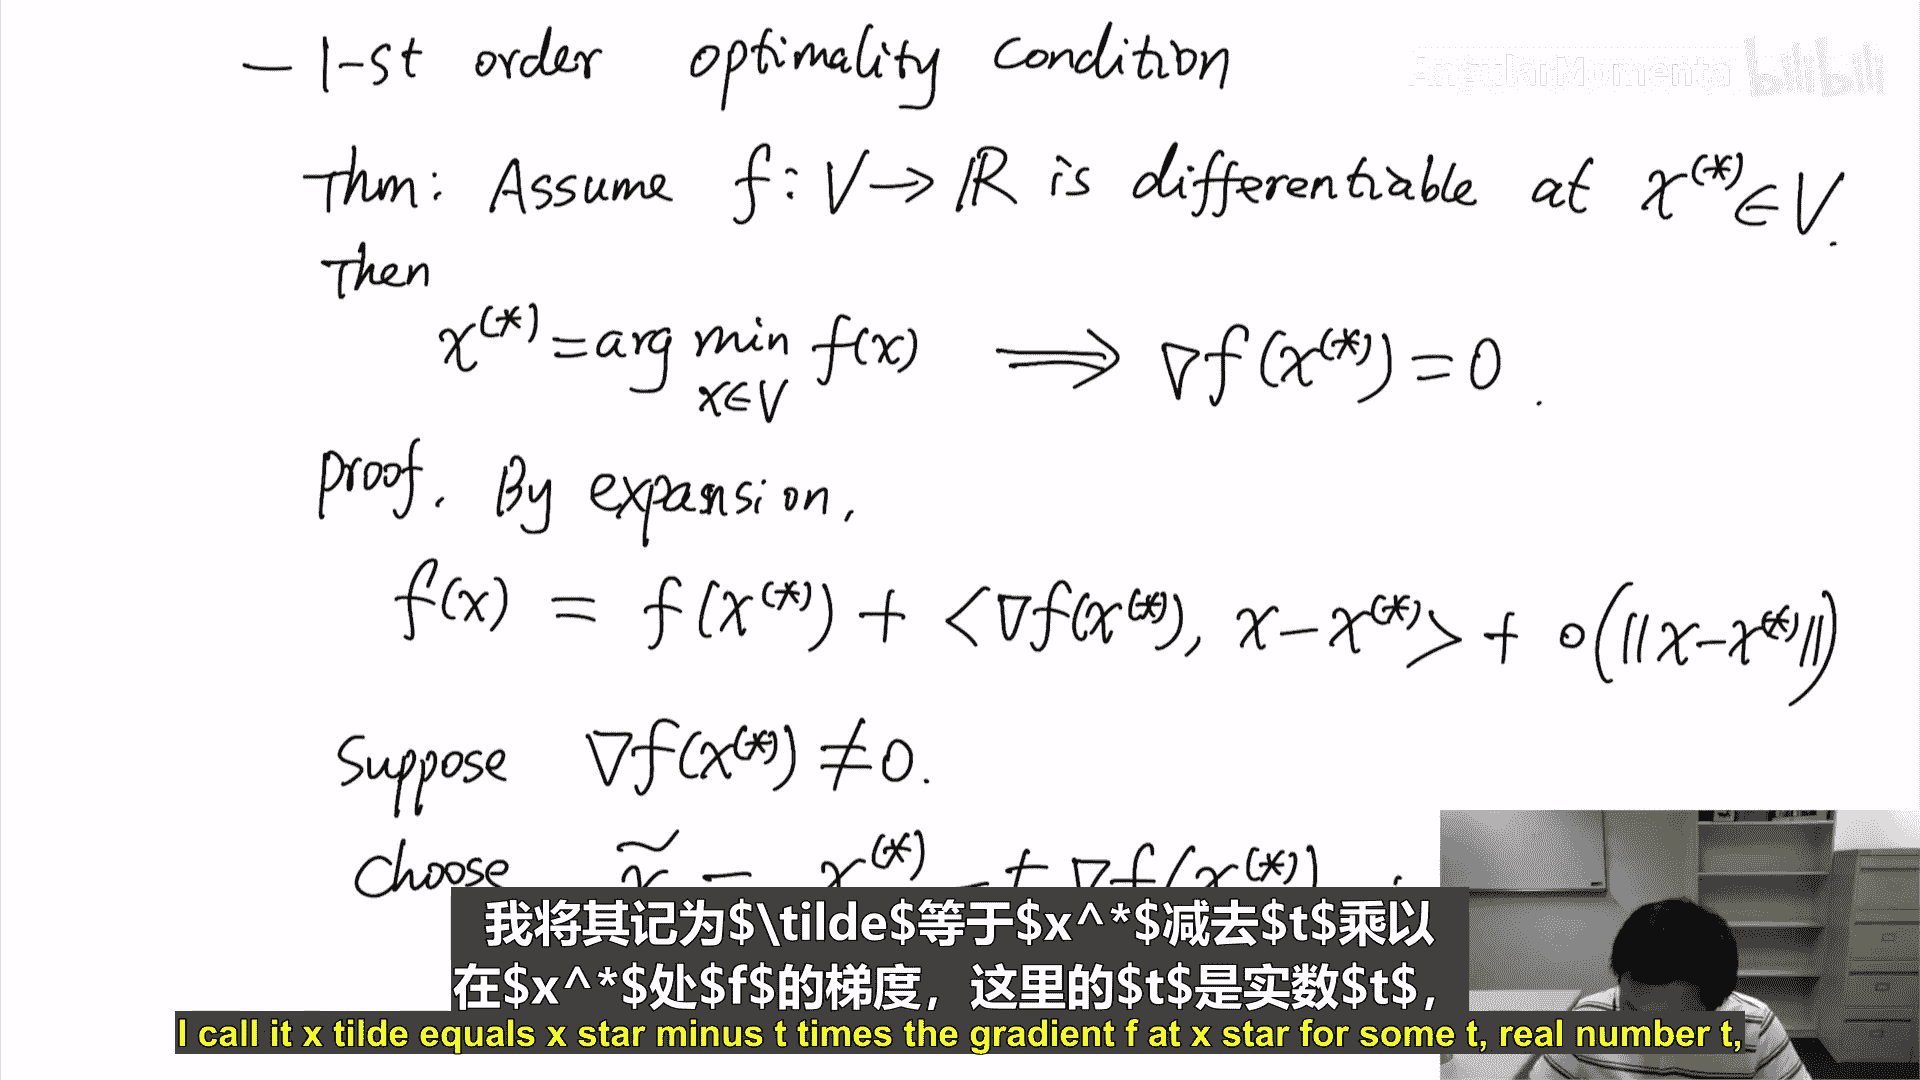 AngularMomenta bilibili
— 1-st order optimality condition
Thm: Assume f: V → ℝ is differentiable at x^(*) ∈ V.
Then
x^(*) = arg min f(x) ⟹ ∇f(x^(*)) = 0.
x∈V
Proof. By expansion,
f(x) = f(x^(*)) + <∇f(x^(*)), x - x^(*)> + o(||x - x^(*)||)
Suppose ∇f(x^(*)) ≠ 0.
Choose x̃ = x^(*) - t ∇f(x^(*))
我将其记为$\tilde$等于$x^*$减去$t$乘以
在$x^*$处$f$的梯度，这里的$t$是实数$t$，
I call it x tilde equals x star minus t times the gradient f at x star for some t, real number t,